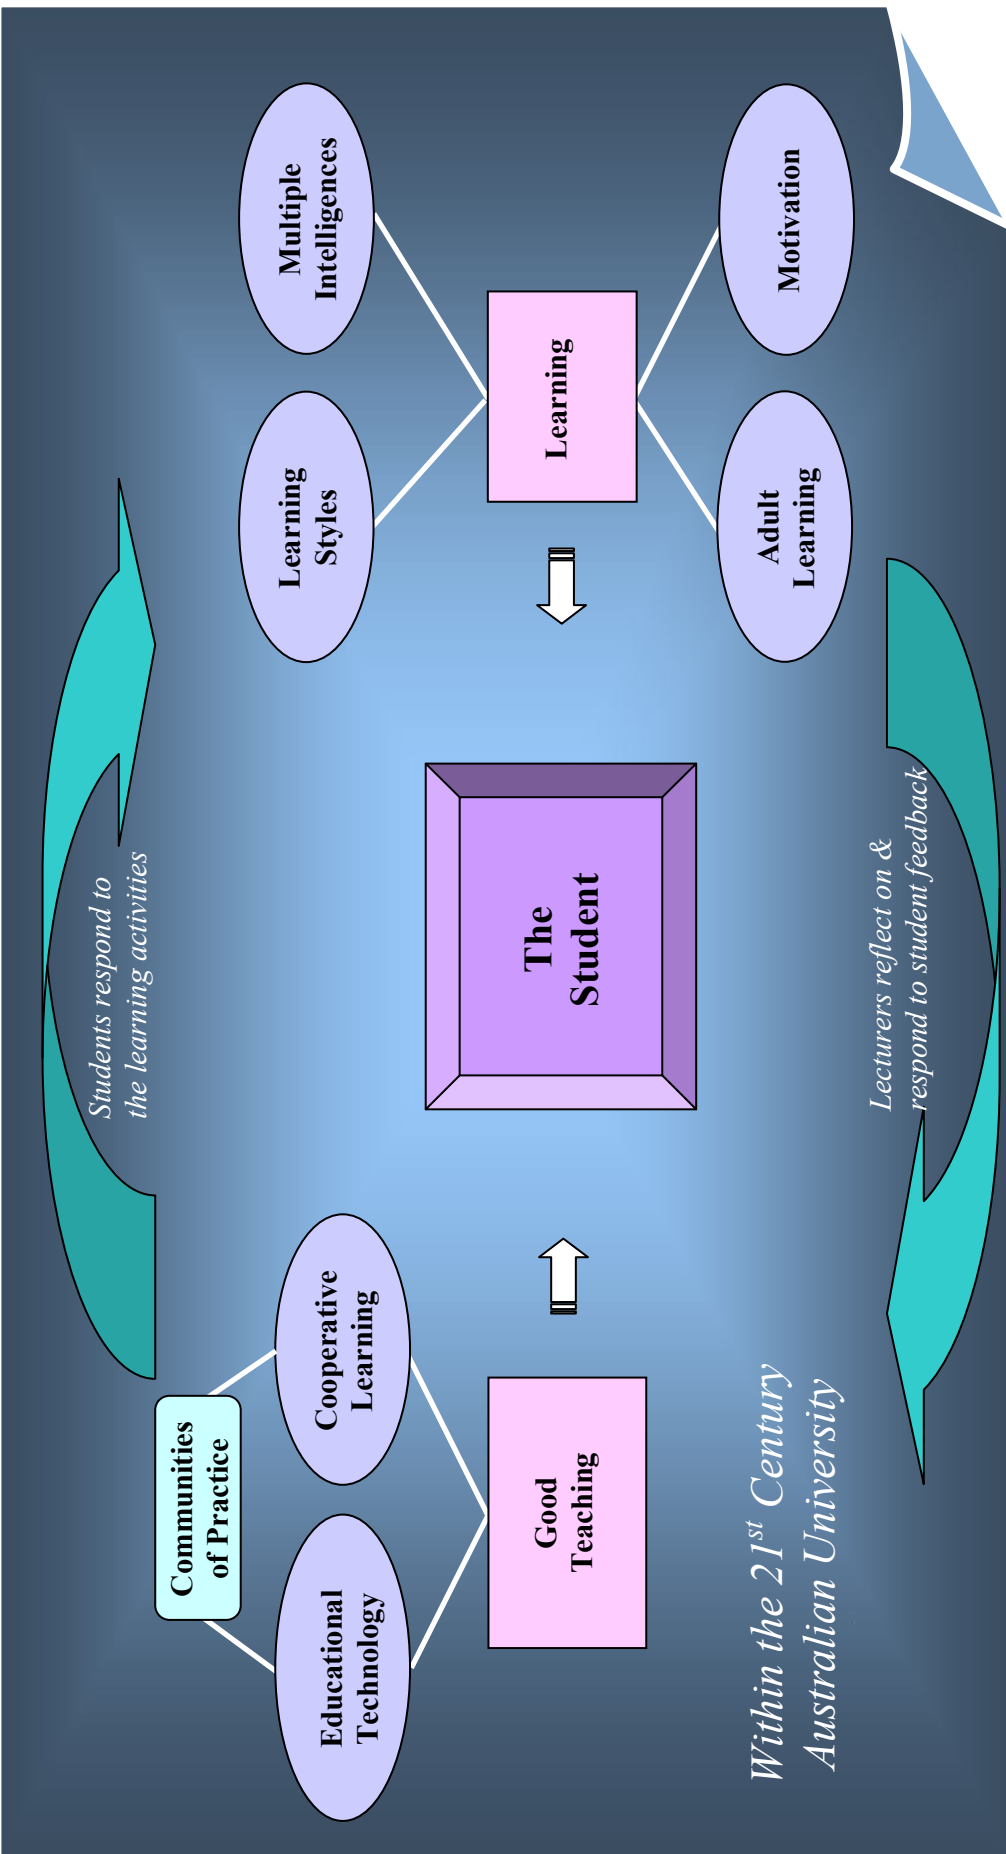 Students respond to
the learning activities
Communities
of Practice
Educational
Technology
Cooperative
Learning
Learning
Styles
Multiple
Intelligences
Good
Teaching
The
Student
Learning
Adult
Learning
Motivation
Within the 21st Century
Australian University
Lecturers reflect on &
respond to student feedback